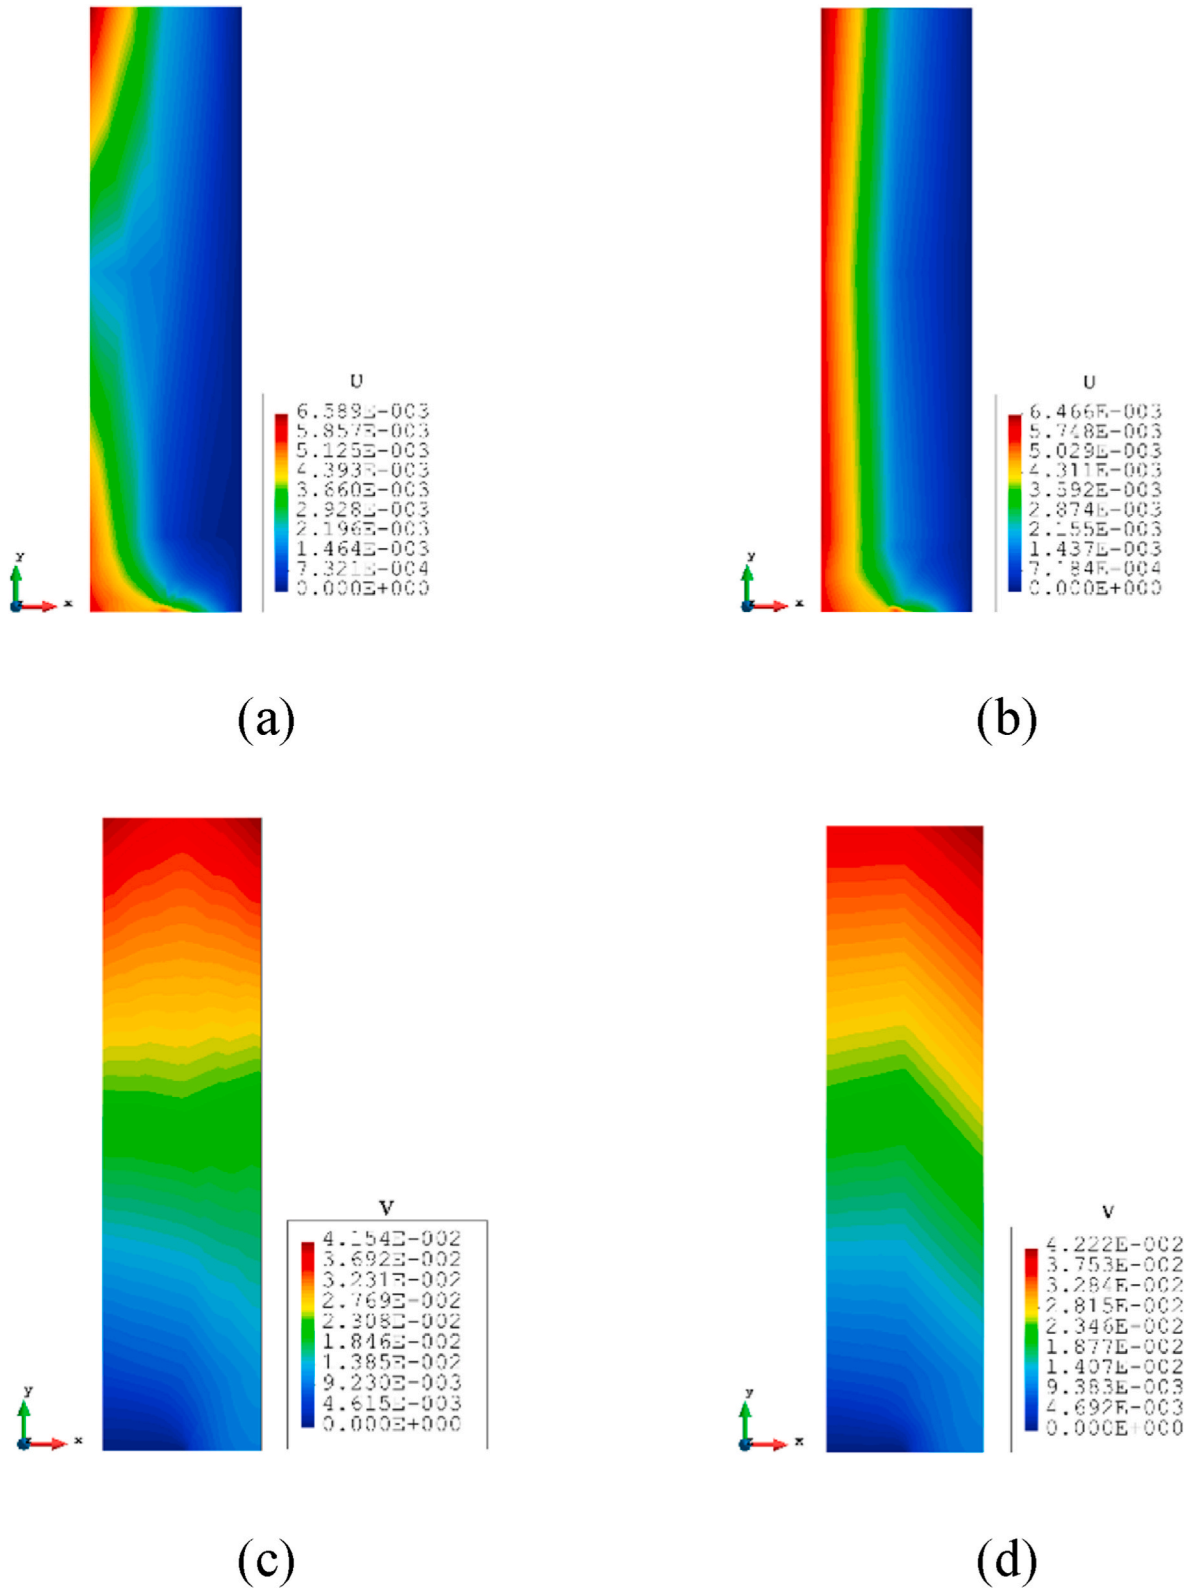 U
6.589E-003
5.857E-003
5.125E-003
4.393E-003
3.660E-003
2.928E-003
2.196E-003
1.464E-003
7.321E-004
0.000E+000
y
x
(a)
U
6.466E-003
5.748E-003
5.029E-003
4.311E-003
3.592E-003
2.874E-003
2.155E-003
1.437E-003
7.184E-004
0.000E+000
y
x
(b)
V
4.154E-002
3.692E-002
3.231E-002
2.769E-002
2.308E-002
1.846E-002
1.385E-002
9.230E-003
4.615E-003
0.000E+000
y
x
(c)
V
4.222E-002
3.753E-002
3.284E-002
2.815E-002
2.346E-002
1.877E-002
1.407E-002
9.383E-003
4.692E-003
0.000E+000
y
x
(d)